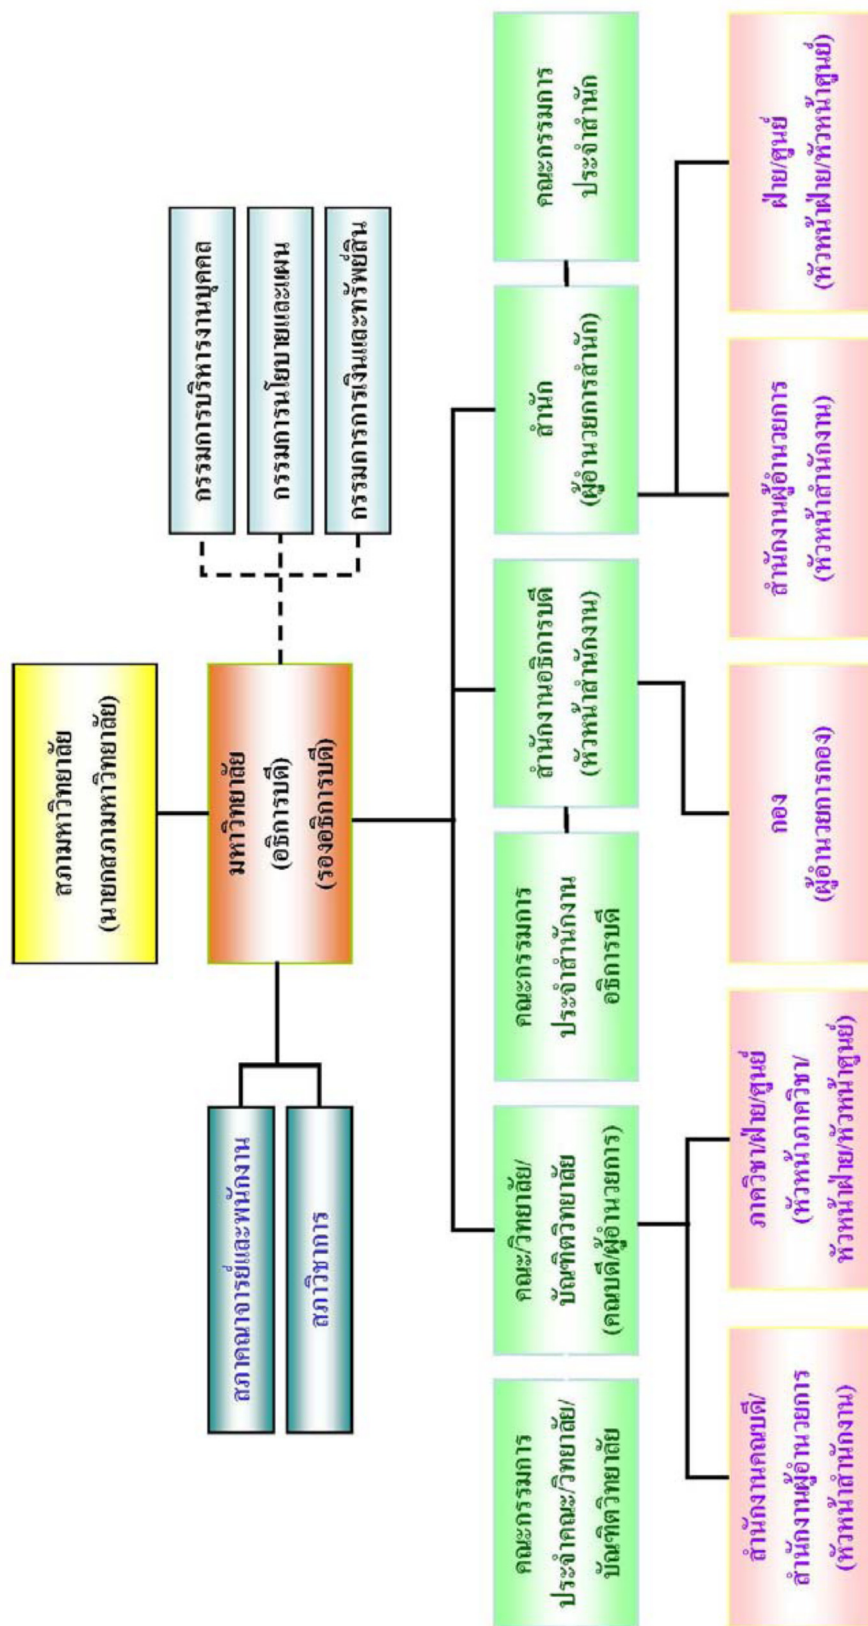 สภามหาวิทยาลัย
(นายกสภามหาวิทยาลัย)
มหาวิทยาลัย
(อธิการบดี)
(รองอธิการบดี)
สภาคณาจารย์และพนักงาน
สภาวิชาการ
กรรมการบริหารงานบุคคล
กรรมการนโยบายและแผน
กรรมการการเงินและทรัพย์สิน
คณะกรรมการ
ประจำคณะ/วิทยาลัย/
บัณฑิตวิทยาลัย
คณะ/วิทยาลัย/
บัณฑิตวิทยาลัย
(คณบดี/ผู้อำนวยการ)
คณะกรรมการ
ประจำสำนักงาน
อธิการบดี
สำนักงานอธิการบดี
(หัวหน้าสำนักงาน)
สำนัก
(ผู้อำนวยการสำนัก)
คณะกรรมการ
ประจำสำนัก
สำนักงานคณบดี/
สำนักงานผู้อำนวยการ
(หัวหน้าสำนักงาน)
ภาควิชา/ฝ่าย/ศูนย์
(หัวหน้าภาควิชา/
หัวหน้าฝ่าย/หัวหน้าศูนย์)
กอง
(ผู้อำนวยการกอง)
สำนักงานผู้อำนวยการ
(หัวหน้าสำนักงาน)
ฝ่าย/ศูนย์
(หัวหน้าฝ่าย/หัวหน้าศูนย์)